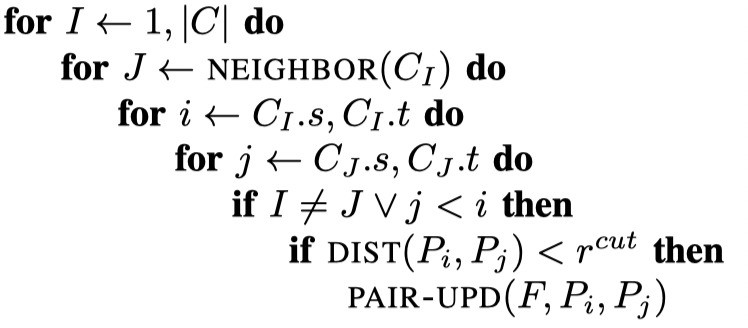 for I ← 1, |C| do
for J ← NEIGHBOR(C_I) do
for i ← C_I.s, C_I.t do
for j ← C_J.s, C_J.t do
if I ≠ J ∨ j < i then
if DIST(P_i, P_j) < r^{cut} then
PAIR-UPD(F, P_i, P_j)